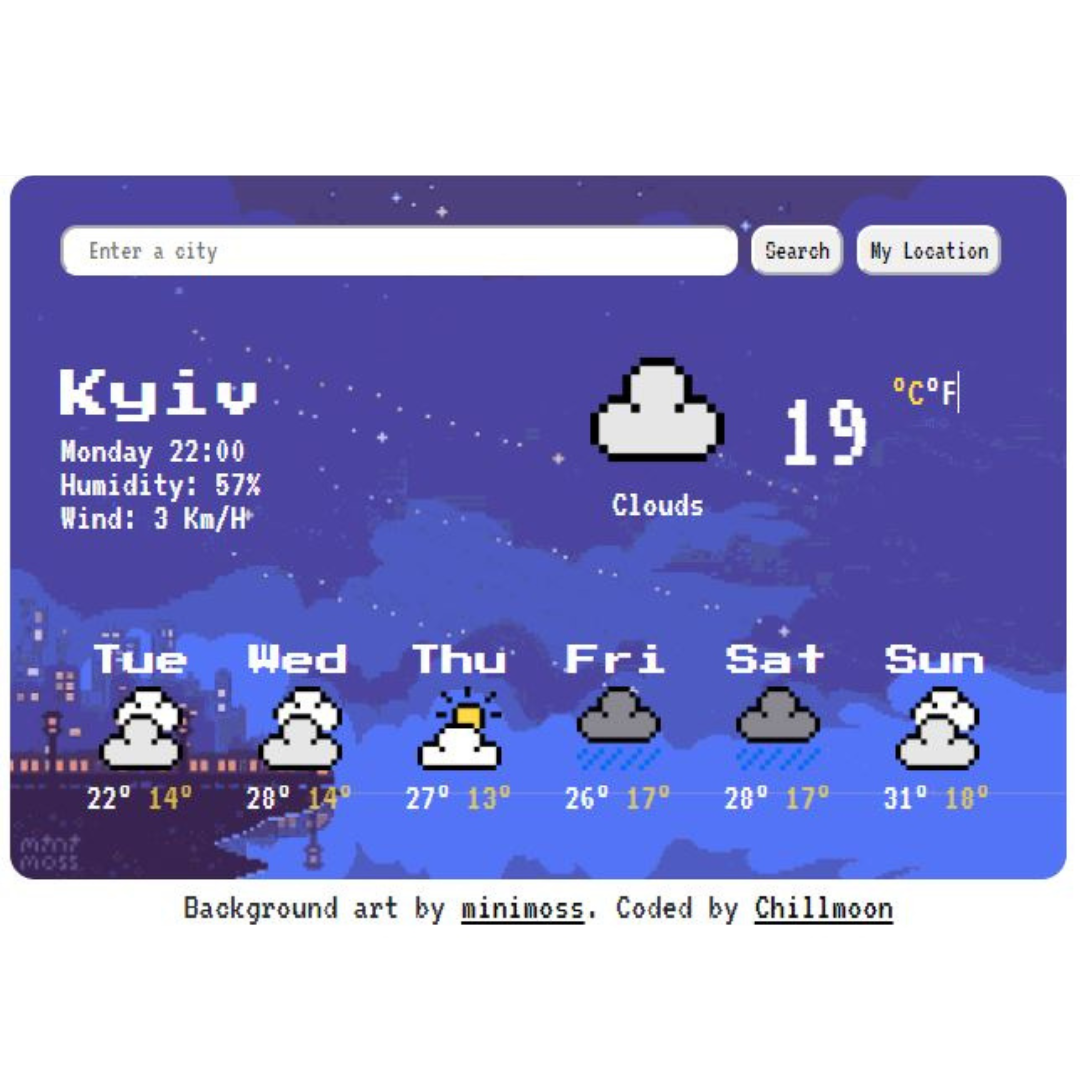 Enter a city Search My Location
Kyiv
Monday 22:00
Humidity: 57%
Wind: 3 Km/H
19 °C°F
Clouds
Tue Wed Thu Fri Sat Sun
22° 14° 28° 14° 27° 13° 26° 17° 28° 17° 31° 18°
mini
moss
Background art by minimoss. Coded by Chillmoon